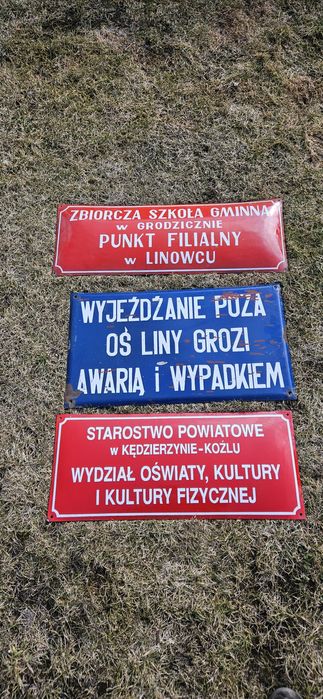 ZBIORCZA SZKOŁA GMINNA
W GRODZICZNIE
PUNKT FILIALNY
W LINOWCU
WYJEŻDŻANIE POZA
OŚ LINY GROZI
AWARIĄ i WYPADKIEM
STAROSTWO POWIATOWE
W KĘDZIERZYNIE-KOŹLU
WYDZIAŁ OŚWIATY, KULTURY
I KULTURY FIZYCZNEJ